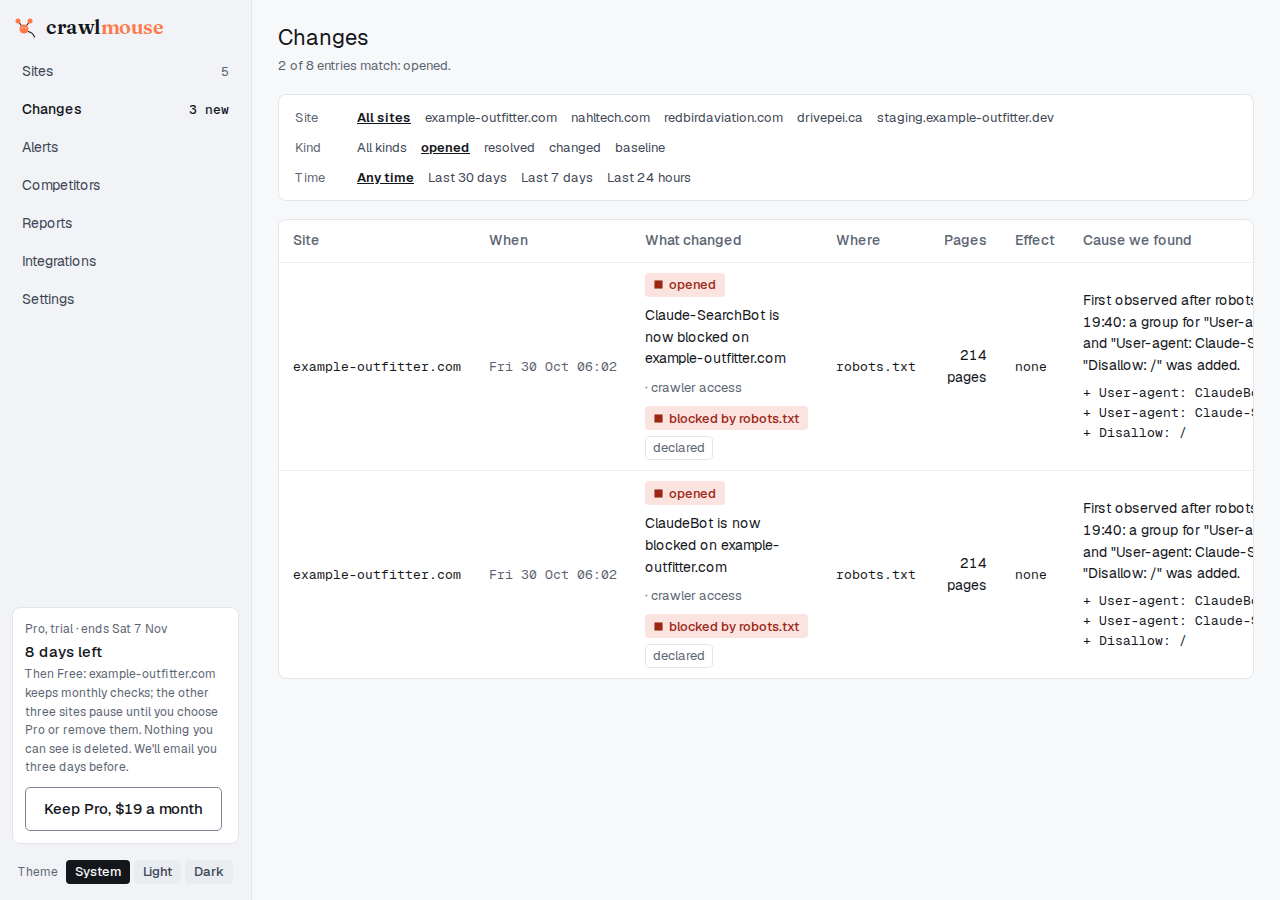 crawlmouse
Sites 5
Changes 3 new
Alerts
Competitors
Reports
Integrations
Settings
Pro, trial · ends Sat 7 Nov
8 days left
Then Free: example-outfitter.com
keeps monthly checks; the other
three sites pause until you choose
Pro or remove them. Nothing you
can see is deleted. We'll email you
three days before.
Keep Pro, $19 a month
Theme System Light Dark
Changes
2 of 8 entries match: opened.
Site All sites example-outfitter.com nahltech.com redbirdaviation.com drivepei.ca staging.example-outfitter.dev
Kind All kinds opened resolved changed baseline
Time Any time Last 30 days Last 7 days Last 24 hours
Site When What changed Where Pages Effect Cause we found
example-outfitter.com
Fri 30 Oct 06:02
opened
Claude-SearchBot is
now blocked on
example-outfitter.com
· crawler access
blocked by robots.txt
declared
robots.txt
214
pages
none
First observed after robots
19:40: a group for "User-a
and "User-agent: Claude-S
"Disallow: /" was added.
+ User-agent: ClaudeBo
+ User-agent: Claude-S
+ Disallow: /
example-outfitter.com
Fri 30 Oct 06:02
opened
ClaudeBot is now
blocked on example-
outfitter.com
· crawler access
blocked by robots.txt
declared
robots.txt
214
pages
none
First observed after robots
19:40: a group for "User-a
and "User-agent: Claude-S
"Disallow: /" was added.
+ User-agent: ClaudeBo
+ User-agent: Claude-S
+ Disallow: /